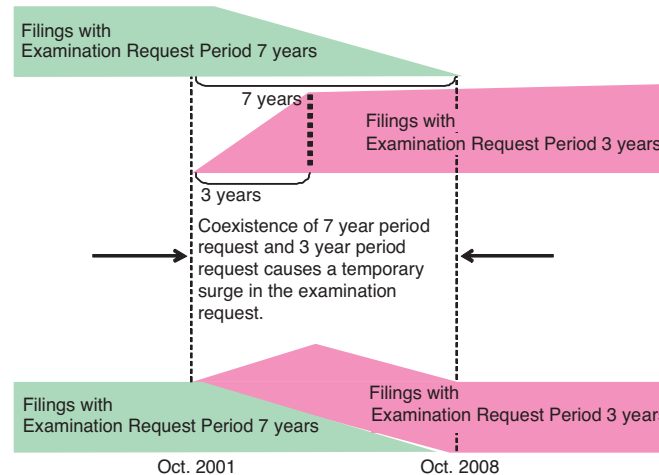 Filings with
Examination Request Period 7 years
7 years
Filings with
Examination Request Period 3 years
3 years
Coexistence of 7 year period
request and 3 year period
request causes a temporary
surge in the examination
request.
Filings with
Examination Request Period 7 years
Filings with
Examination Request Period 3 year
Oct. 2001
Oct. 2008